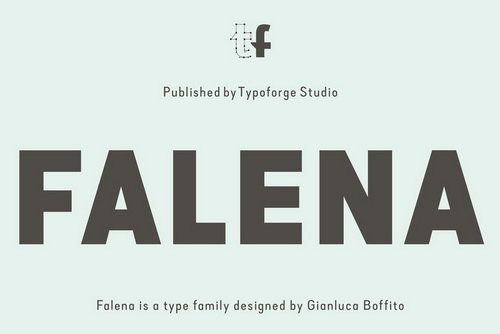 tf
Published by Typoforge Studio
FALENA
Falena is a type family designed by Gianluca Boffito